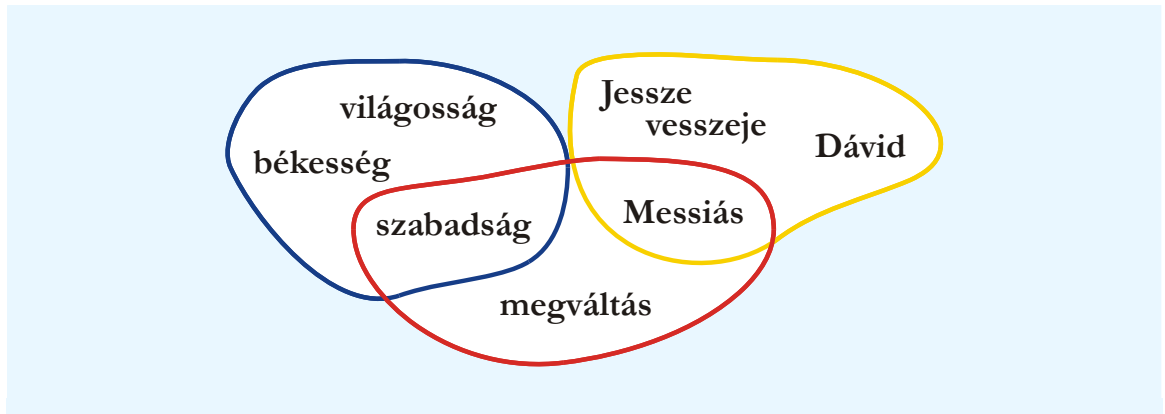 világosság
békesség
szabadság
Jessze
vesszeje
Dávid
Messiás
megváltás